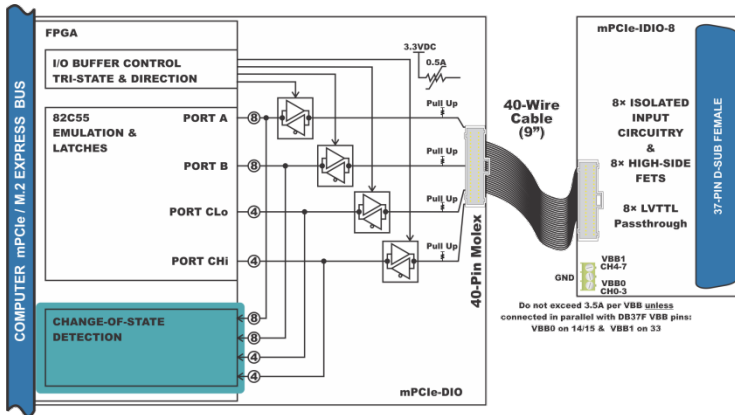 COMPUTER mPCIe / M.2 EXPRESS BUS
FPGA
I/O BUFFER CONTROL
TRI-STATE & DIRECTION
82C55
EMULATION &
LATCHES
PORT A
8
PORT B
8
PORT CLo
4
PORT CHi
4
CHANGE-OF-STATE
DETECTION
8
8
4
4
3.3VDC
0.5A
Pull Up
Pull Up
Pull Up
Pull Up
40-Pin Molex
mPCIe-DIO
40-Wire
Cable
(9”)
mPCIe-IDIO-8
8× ISOLATED
INPUT
CIRCUITRY
&
8× HIGH-SIDE
FETS
8× LVTTL
Passthrough
37-PIN D-SUB FEMALE
GND
VBB1
CH4-7
VBB0
CH0-3
Do not exceed 3.5A per VBB unless
connected in parallel with DB37F VBB pins:
VBB0 on 14/15 & VBB1 on 33